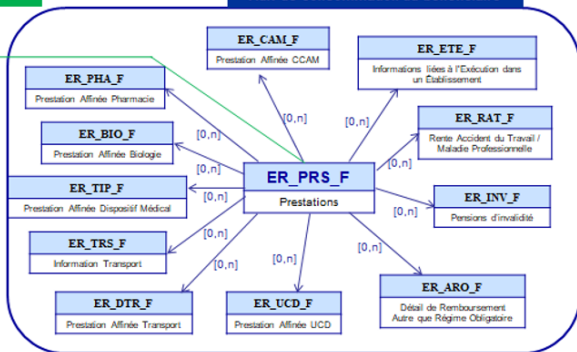 ER_CAM_F
Prestation Affinée CCAM
ER_ETE_F
Informations liées à l'Exécution dans
un Établissement
ER_PHA_F
Prestation Affinée Pharmacie
[0,n]
[0,n]
[0,n]
ER_RAT_F
Rente Accident du Travail /
Maladie Professionnelle
ER_BIO_F
Prestation Affinée Biologie
[0,n]
[0,n]
ER_PRS_F
Prestations
ER_TIP_F
Prestation Affinée Dispositif Médical
[0,n]
[0,n]
ER_INV_F
Pensions d'invalidité
[0,n]
ER_TRS_F
Information Transport
[0,n]
[0,n]
[0,n]
ER_DTR_F
Prestation Affinée Transport
ER_UCD_F
Prestation Affinée UCD
ER_ARO_F
Détail de Remboursement
Autre que Régime Obligatoire